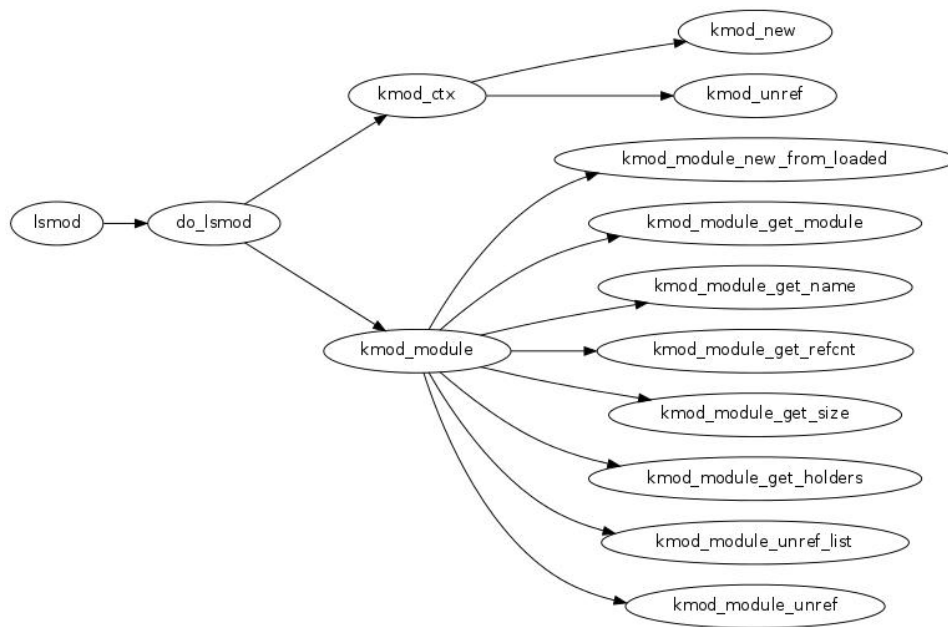 kmod_new
kmod_ctx
kmod_unref
kmod_module_new_from_loaded
lsmod
do_lsmod
kmod_module_get_module
kmod_module_get_name
kmod_module
kmod_module_get_refcnt
kmod_module_get_size
kmod_module_get_holders
kmod_module_unref_list
kmod_module_unref